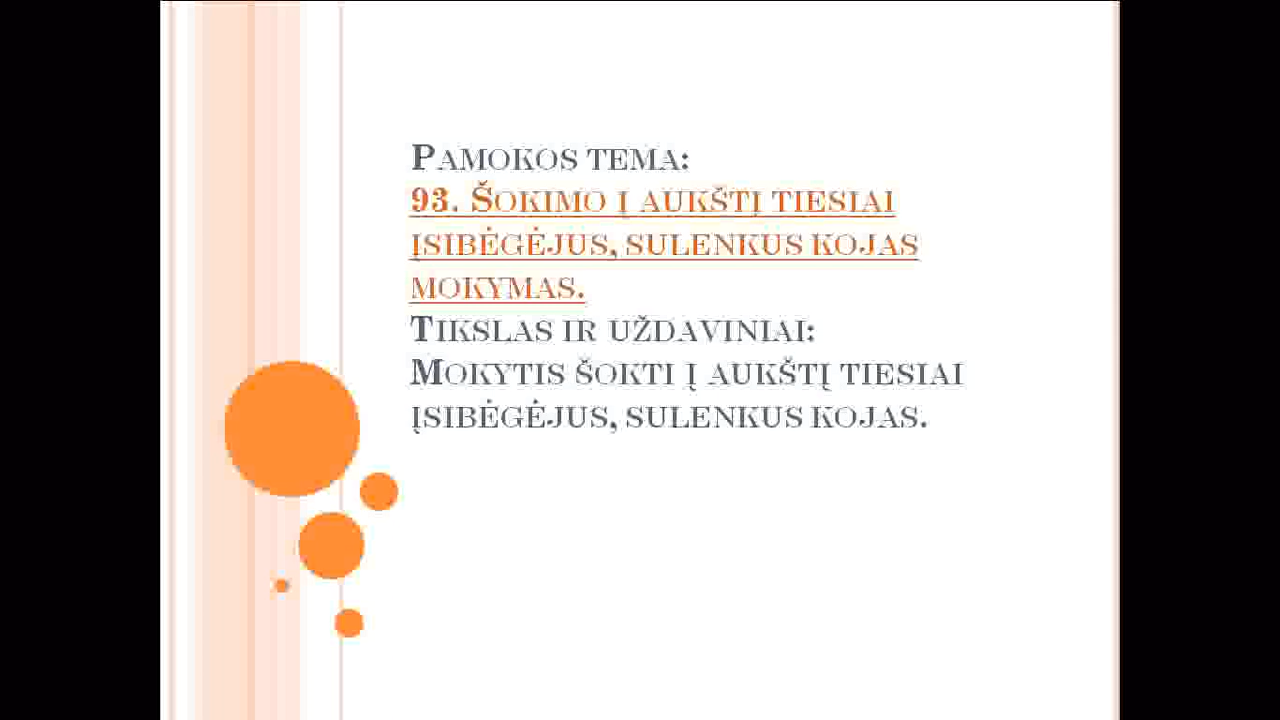 Pamokos tema:
93. Šokimo į aukštį tiesiai
įsibėgėjus, sulenkus kojas
mokymas.
Tikslas ir uždaviniai:
Mokytis šokti į aukštį tiesiai
įsibėgėjus, sulenkus kojas.